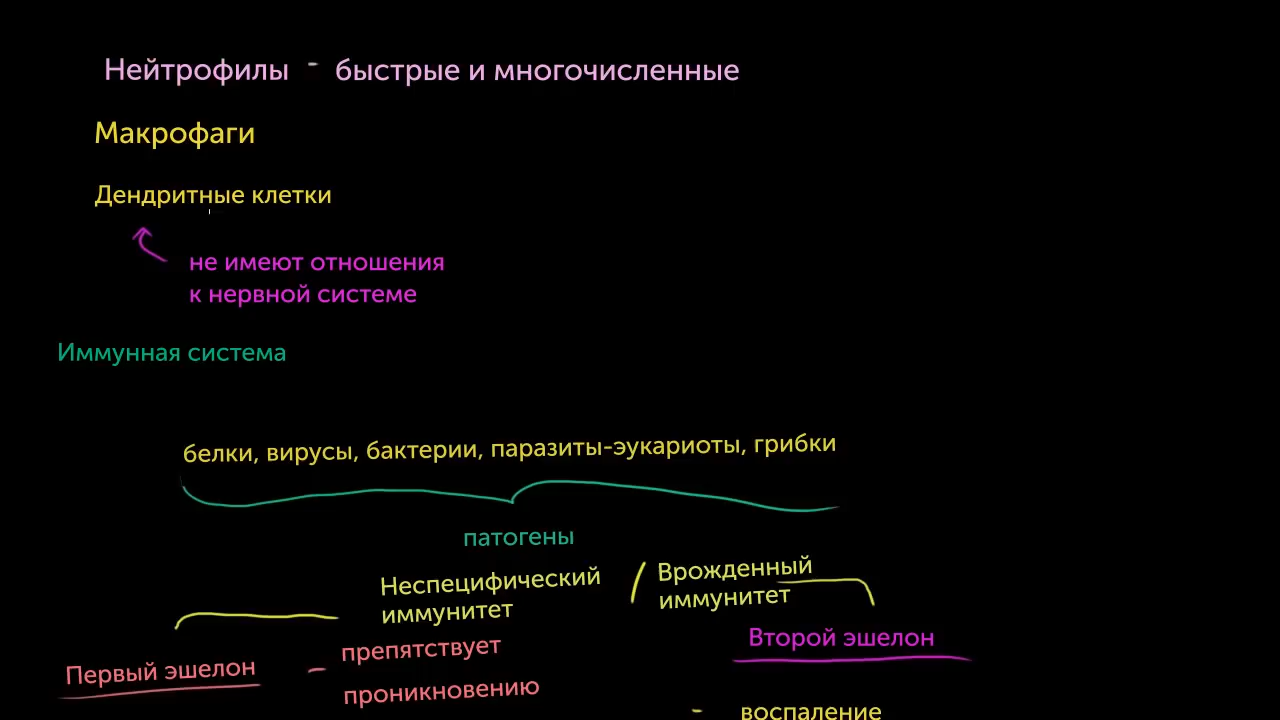 Нейтрофилы - быстрые и многочисленные
Макрофаги
Дендритные клетки
не имеют отношения
к нервной системе
Иммунная система
белки, вирусы, бактерии, паразиты-эукариоты, грибки
патогены
Неспецифический
иммунитет
/ Врожденный
иммунитет
Первый эшелон
- препятствует
проникновению
Второй эшелон
- воспаление